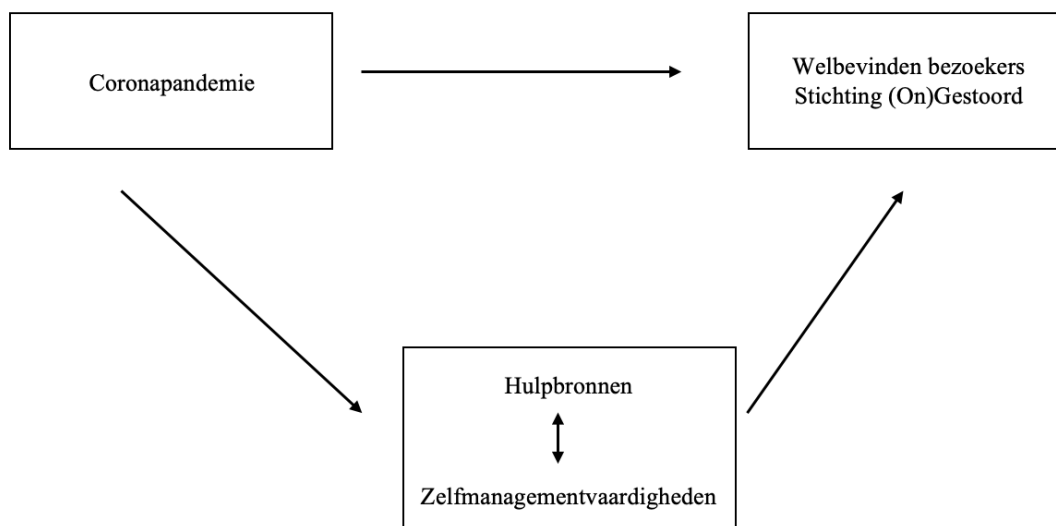 Coronapandemie
Welbevinden bezoekers
Stichting (On)Gestoord
Hulpbronnen
Zelfmanagementvaardigheden